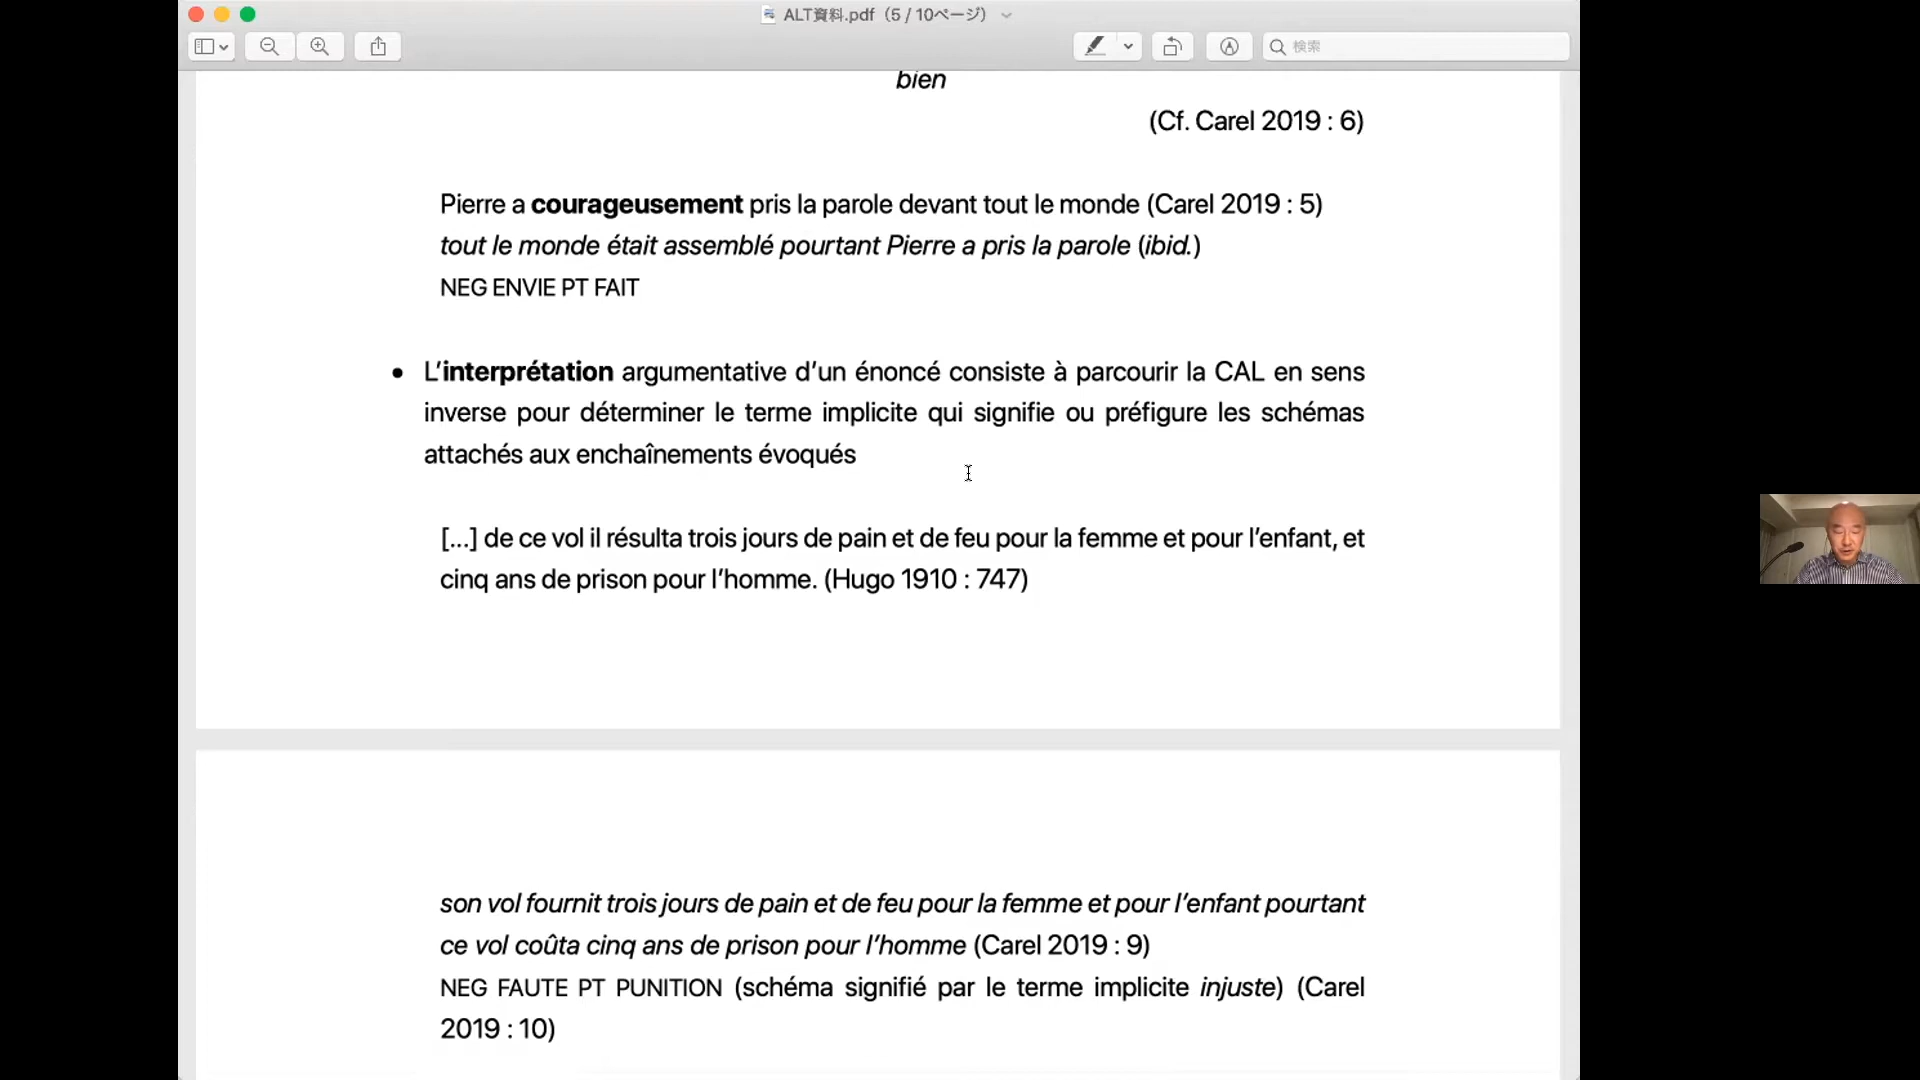 ALT資料.pdf（5 / 10ページ）
検索
bien
(Cf. Carel 2019 : 6)
Pierre a courageusement pris la parole devant tout le monde (Carel 2019 : 5)
tout le monde était assemblé pourtant Pierre a pris la parole (ibid.)
NEG ENVIE PT FAIT
• L’interprétation argumentative d’un énoncé consiste à parcourir la CAL en sens
inverse pour déterminer le terme implicite qui signifie ou préfigure les schémas
attachés aux enchaînements évoqués
[...] de ce vol il résulta trois jours de pain et de feu pour la femme et pour l’enfant, et
cinq ans de prison pour l’homme. (Hugo 1910 : 747)
son vol fournit trois jours de pain et de feu pour la femme et pour l’enfant pourtant
ce vol coûta cinq ans de prison pour l’homme (Carel 2019 : 9)
NEG FAUTE PT PUNITION (schéma signifié par le terme implicite injuste) (Carel
2019 : 10)